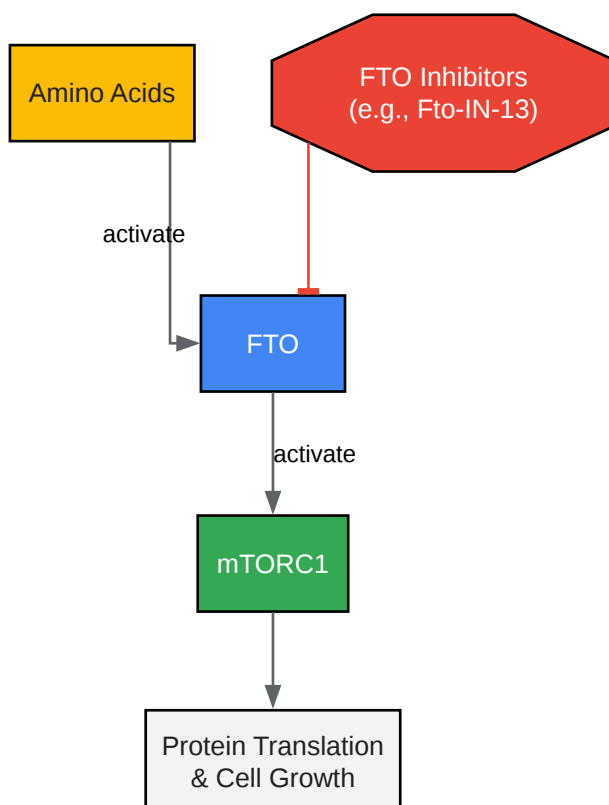 Amino Acids
FTO Inhibitors
(e.g., Fto-IN-13)
activate
FTO
activate
mTORC1
Protein Translation
& Cell Growth